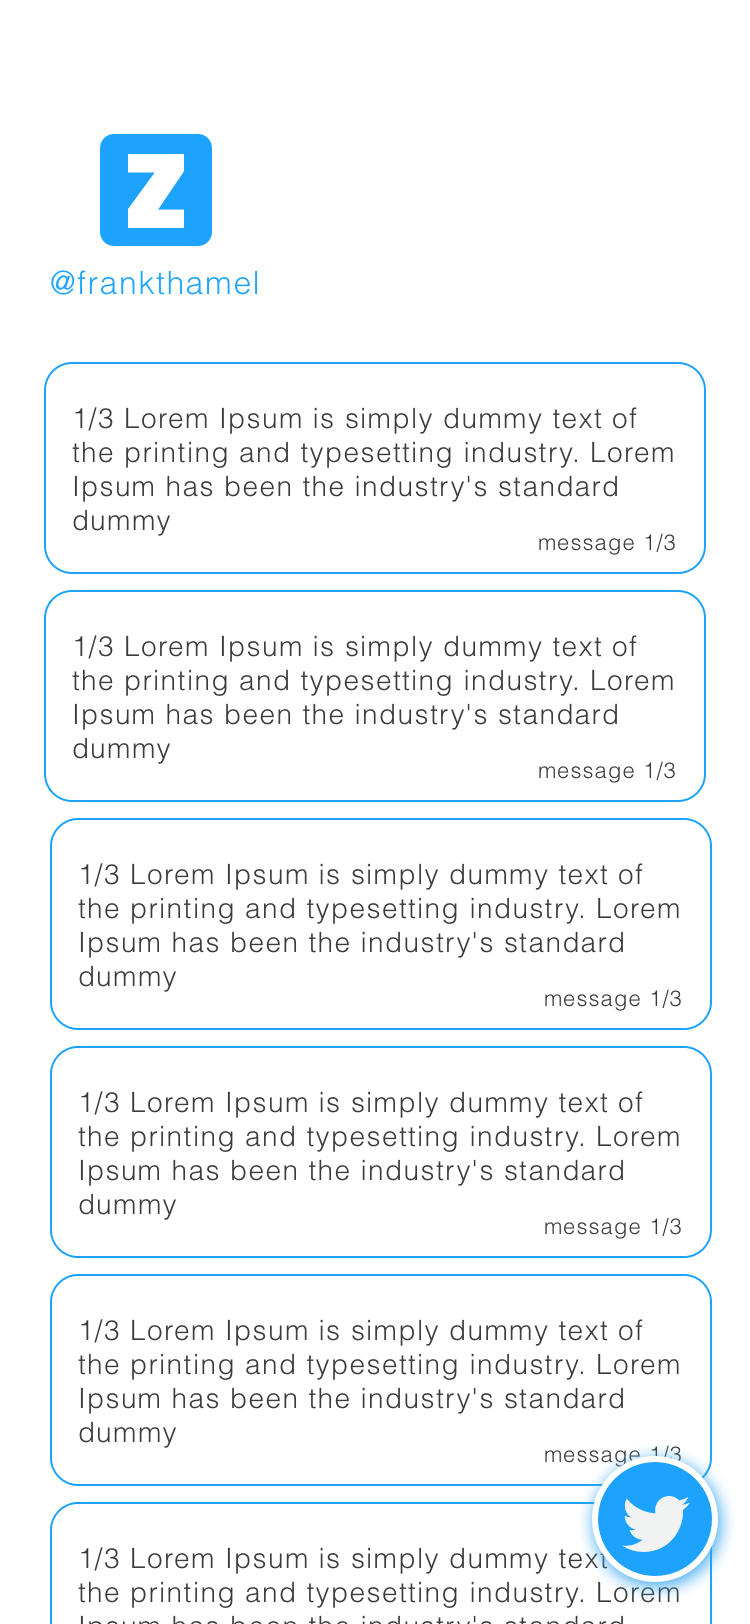 Z
@frankthamel
1/3 Lorem Ipsum is simply dummy text of
the printing and typesetting industry. Lorem
Ipsum has been the industry's standard
dummy
message 1/3
1/3 Lorem Ipsum is simply dummy text of
the printing and typesetting industry. Lorem
Ipsum has been the industry's standard
dummy
message 1/3
1/3 Lorem Ipsum is simply dummy text of
the printing and typesetting industry. Lorem
Ipsum has been the industry's standard
dummy
message 1/3
1/3 Lorem Ipsum is simply dummy text of
the printing and typesetting industry. Lorem
Ipsum has been the industry's standard
dummy
message 1/3
1/3 Lorem Ipsum is simply dummy text of
the printing and typesetting industry. Lorem
Ipsum has been the industry's standard
dummy
message 1/3
1/3 Lorem Ipsum is simply dummy text
the printing and typesetting industry. Lorem
Ipsum has been the industry's standard